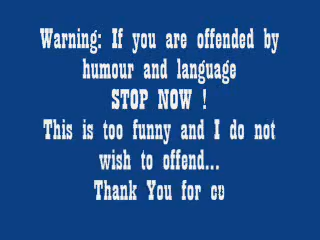 Warning: If you are offended by
humour and language
STOP NOW !
This is too funny and I do not
wish to offend...
Thank You for